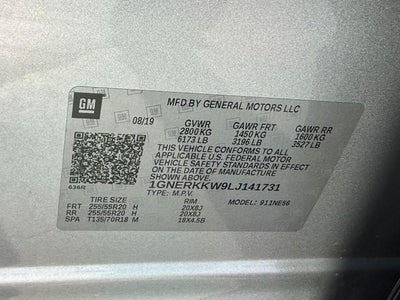 GM
MFD BY GENERAL MOTORS LLC
08/19 GVWR GAWR FRT GAWR RR
2800 KG 1450 KG 1600 KG
6173 LB 3196 LB 3527 LB
THIS VEHICLE CONFORMS TO ALL
APPLICABLE U.S. FEDERAL MOTOR
VEHICLE SAFETY STANDARDS IN EFFECT
ON THE DATE OF MANUFACTURE
SHOWN ABOVE.
636R
1GNERKKW9LJ141731
TYPE: M.P.V.
TIRE SIZE RIM MODEL: 911NE56
FRT 255/55R20 H 20X8J
RR 255/55R20 H 20X8J
SPA T135/70R18 M 18X4.5B